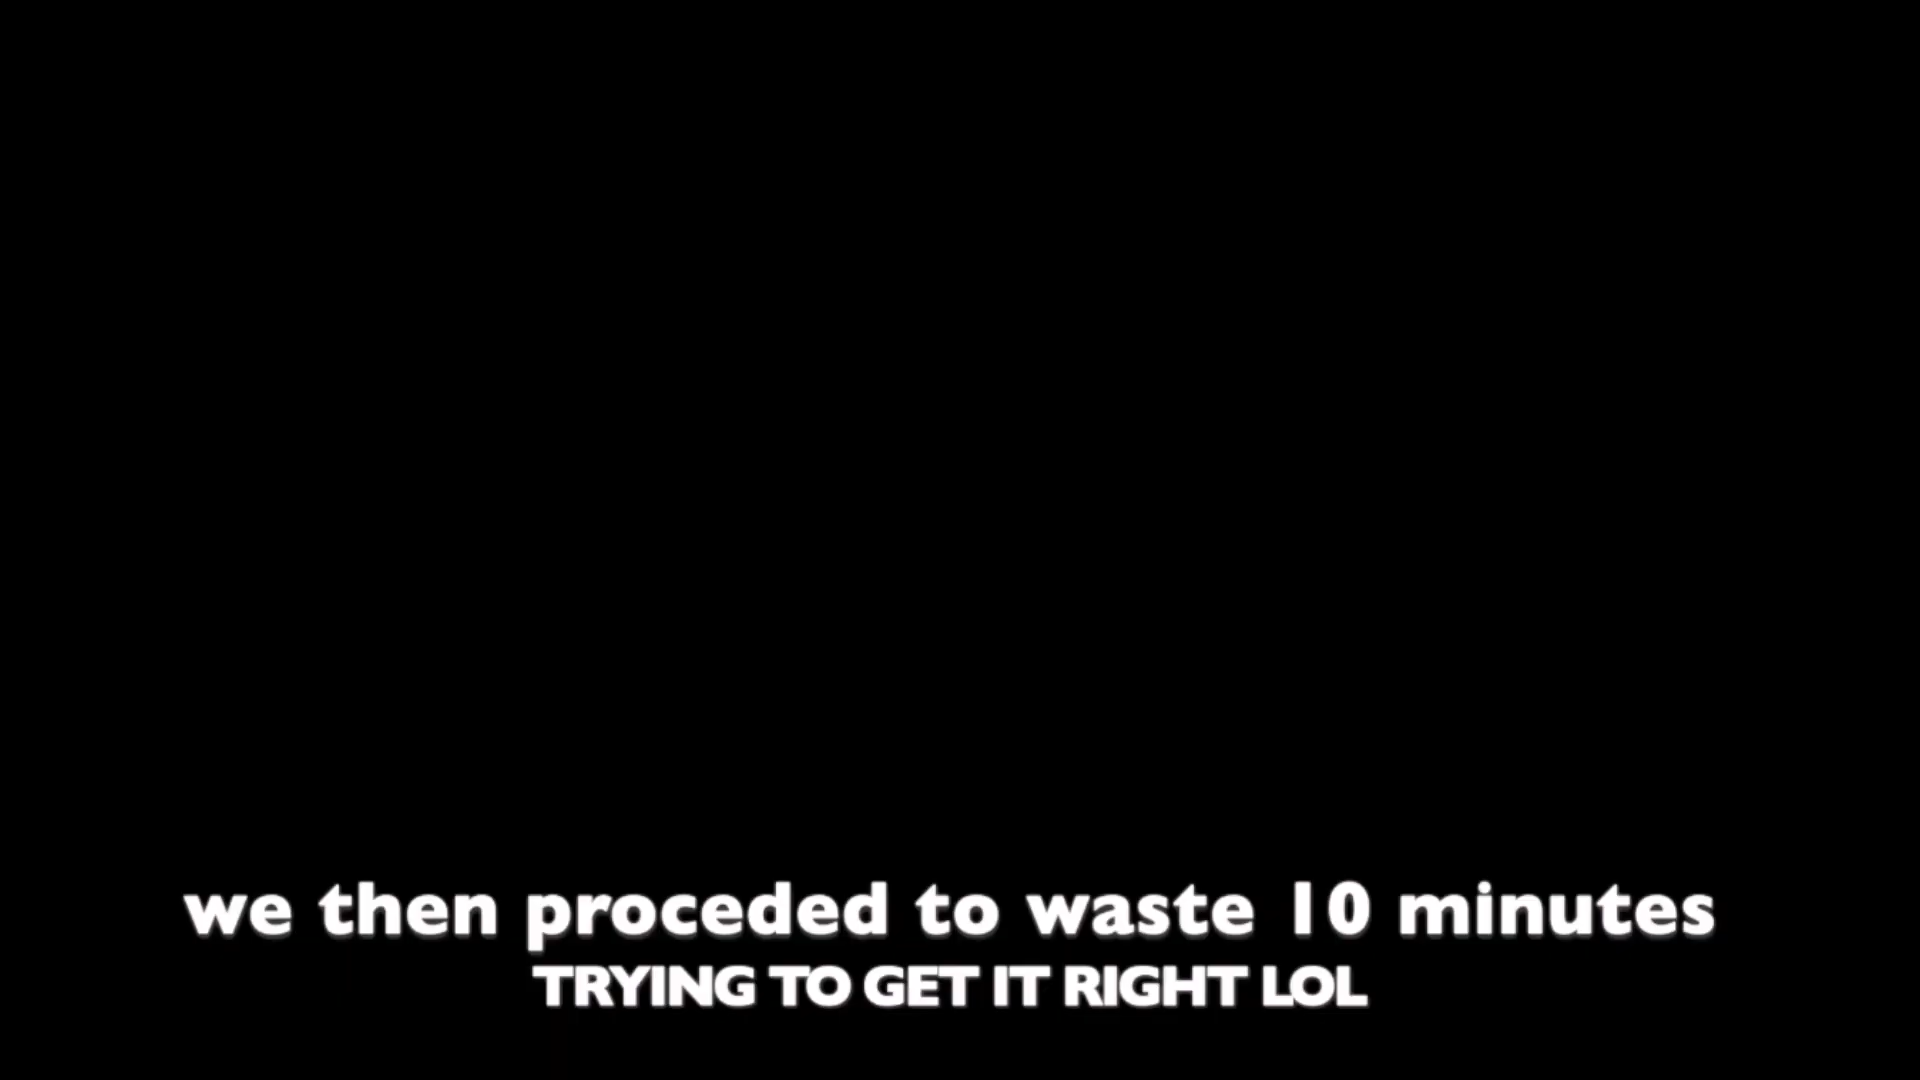 we then proceded to waste 10 minutes
TRYING TO GET IT RIGHT LOL